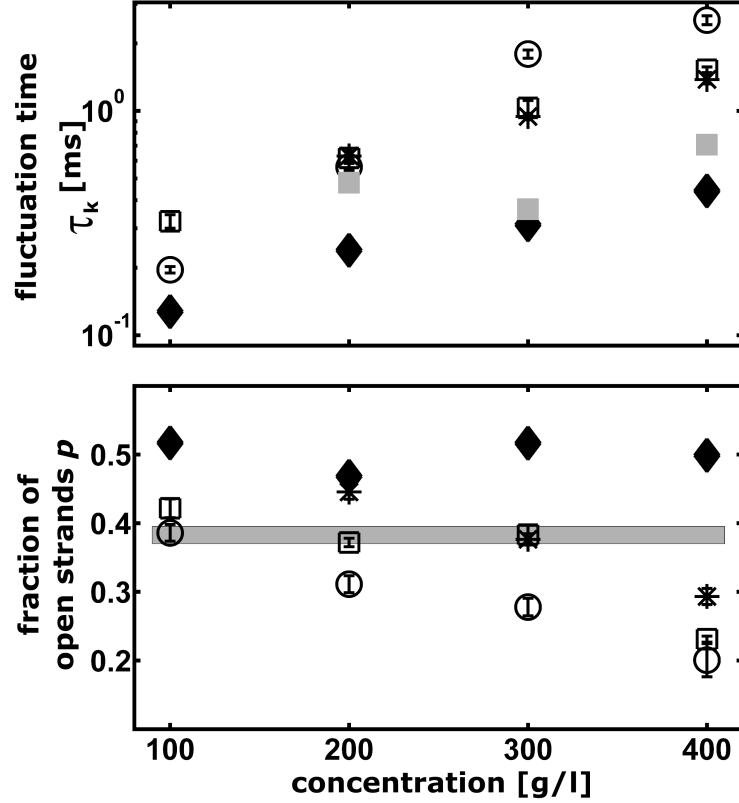 fluctuation time
τk [ms]
10^0
10^-1
fraction of
open strands p
0.5
0.4
0.3
0.2
100 200 300 400
concentration [g/l]